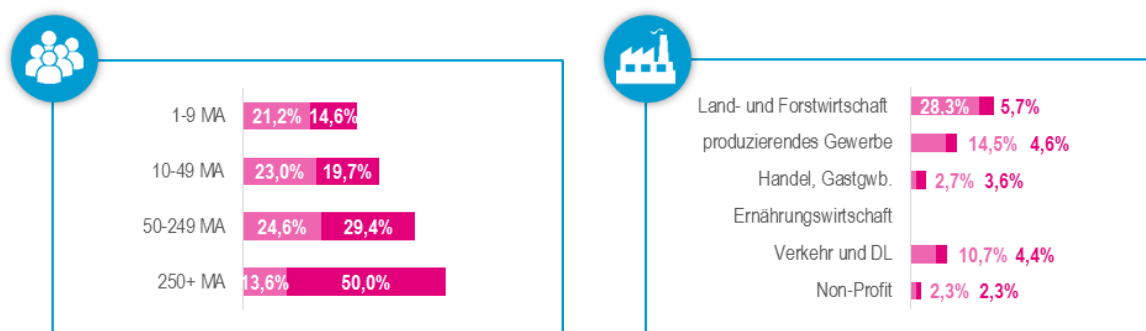 1-9 MA 21,2% 14,6%
10-49 MA 23,0% 19,7%
50-249 MA 24,6% 29,4%
250+ MA 13,6% 50,0%
Land- und Forstwirtschaft 28,3% 5,7%
produzierendes Gewerbe 14,5% 4,6%
Handel, Gastgwb. 2,7% 3,6%
Ernährungswirtschaft
Verkehr und DL 10,7% 4,4%
Non-Profit 2,3% 2,3%